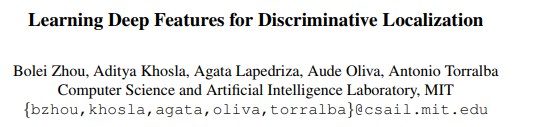 Learning Deep Features for Discriminative Localization
Bolei Zhou, Aditya Khosla, Agata Lapedriza, Aude Oliva, Antonio Torralba
Computer Science and Artificial Intelligence Laboratory, MIT
{bzhou,khosla,agata,oliva,torralba}@csail.mit.edu